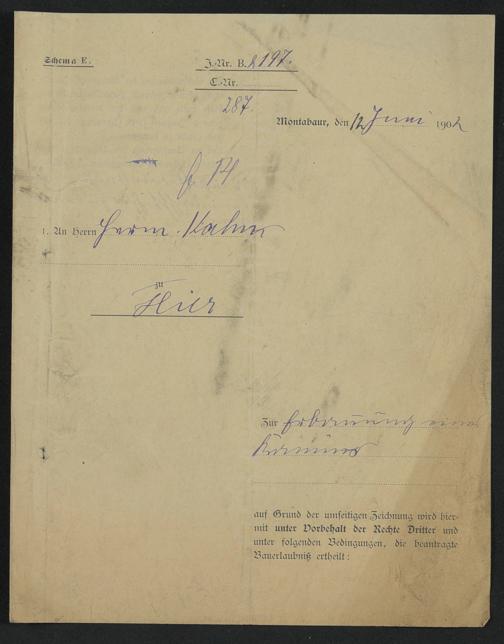 Schema E.
J.-Nr. B. 2197.
C.-Nr.
287
Montabaur, den 12 Juni 1902
1. An Herrn Herm. Kahn
zu
Hier
Zur Erbauung eines
Kamines
auf Grund der umseitigen Zeichnung wird hier-
mit unter Vorbehalt der Rechte Dritter und
unter folgenden Bedingungen, die beantragte
Bauerlaubniß ertheilt: